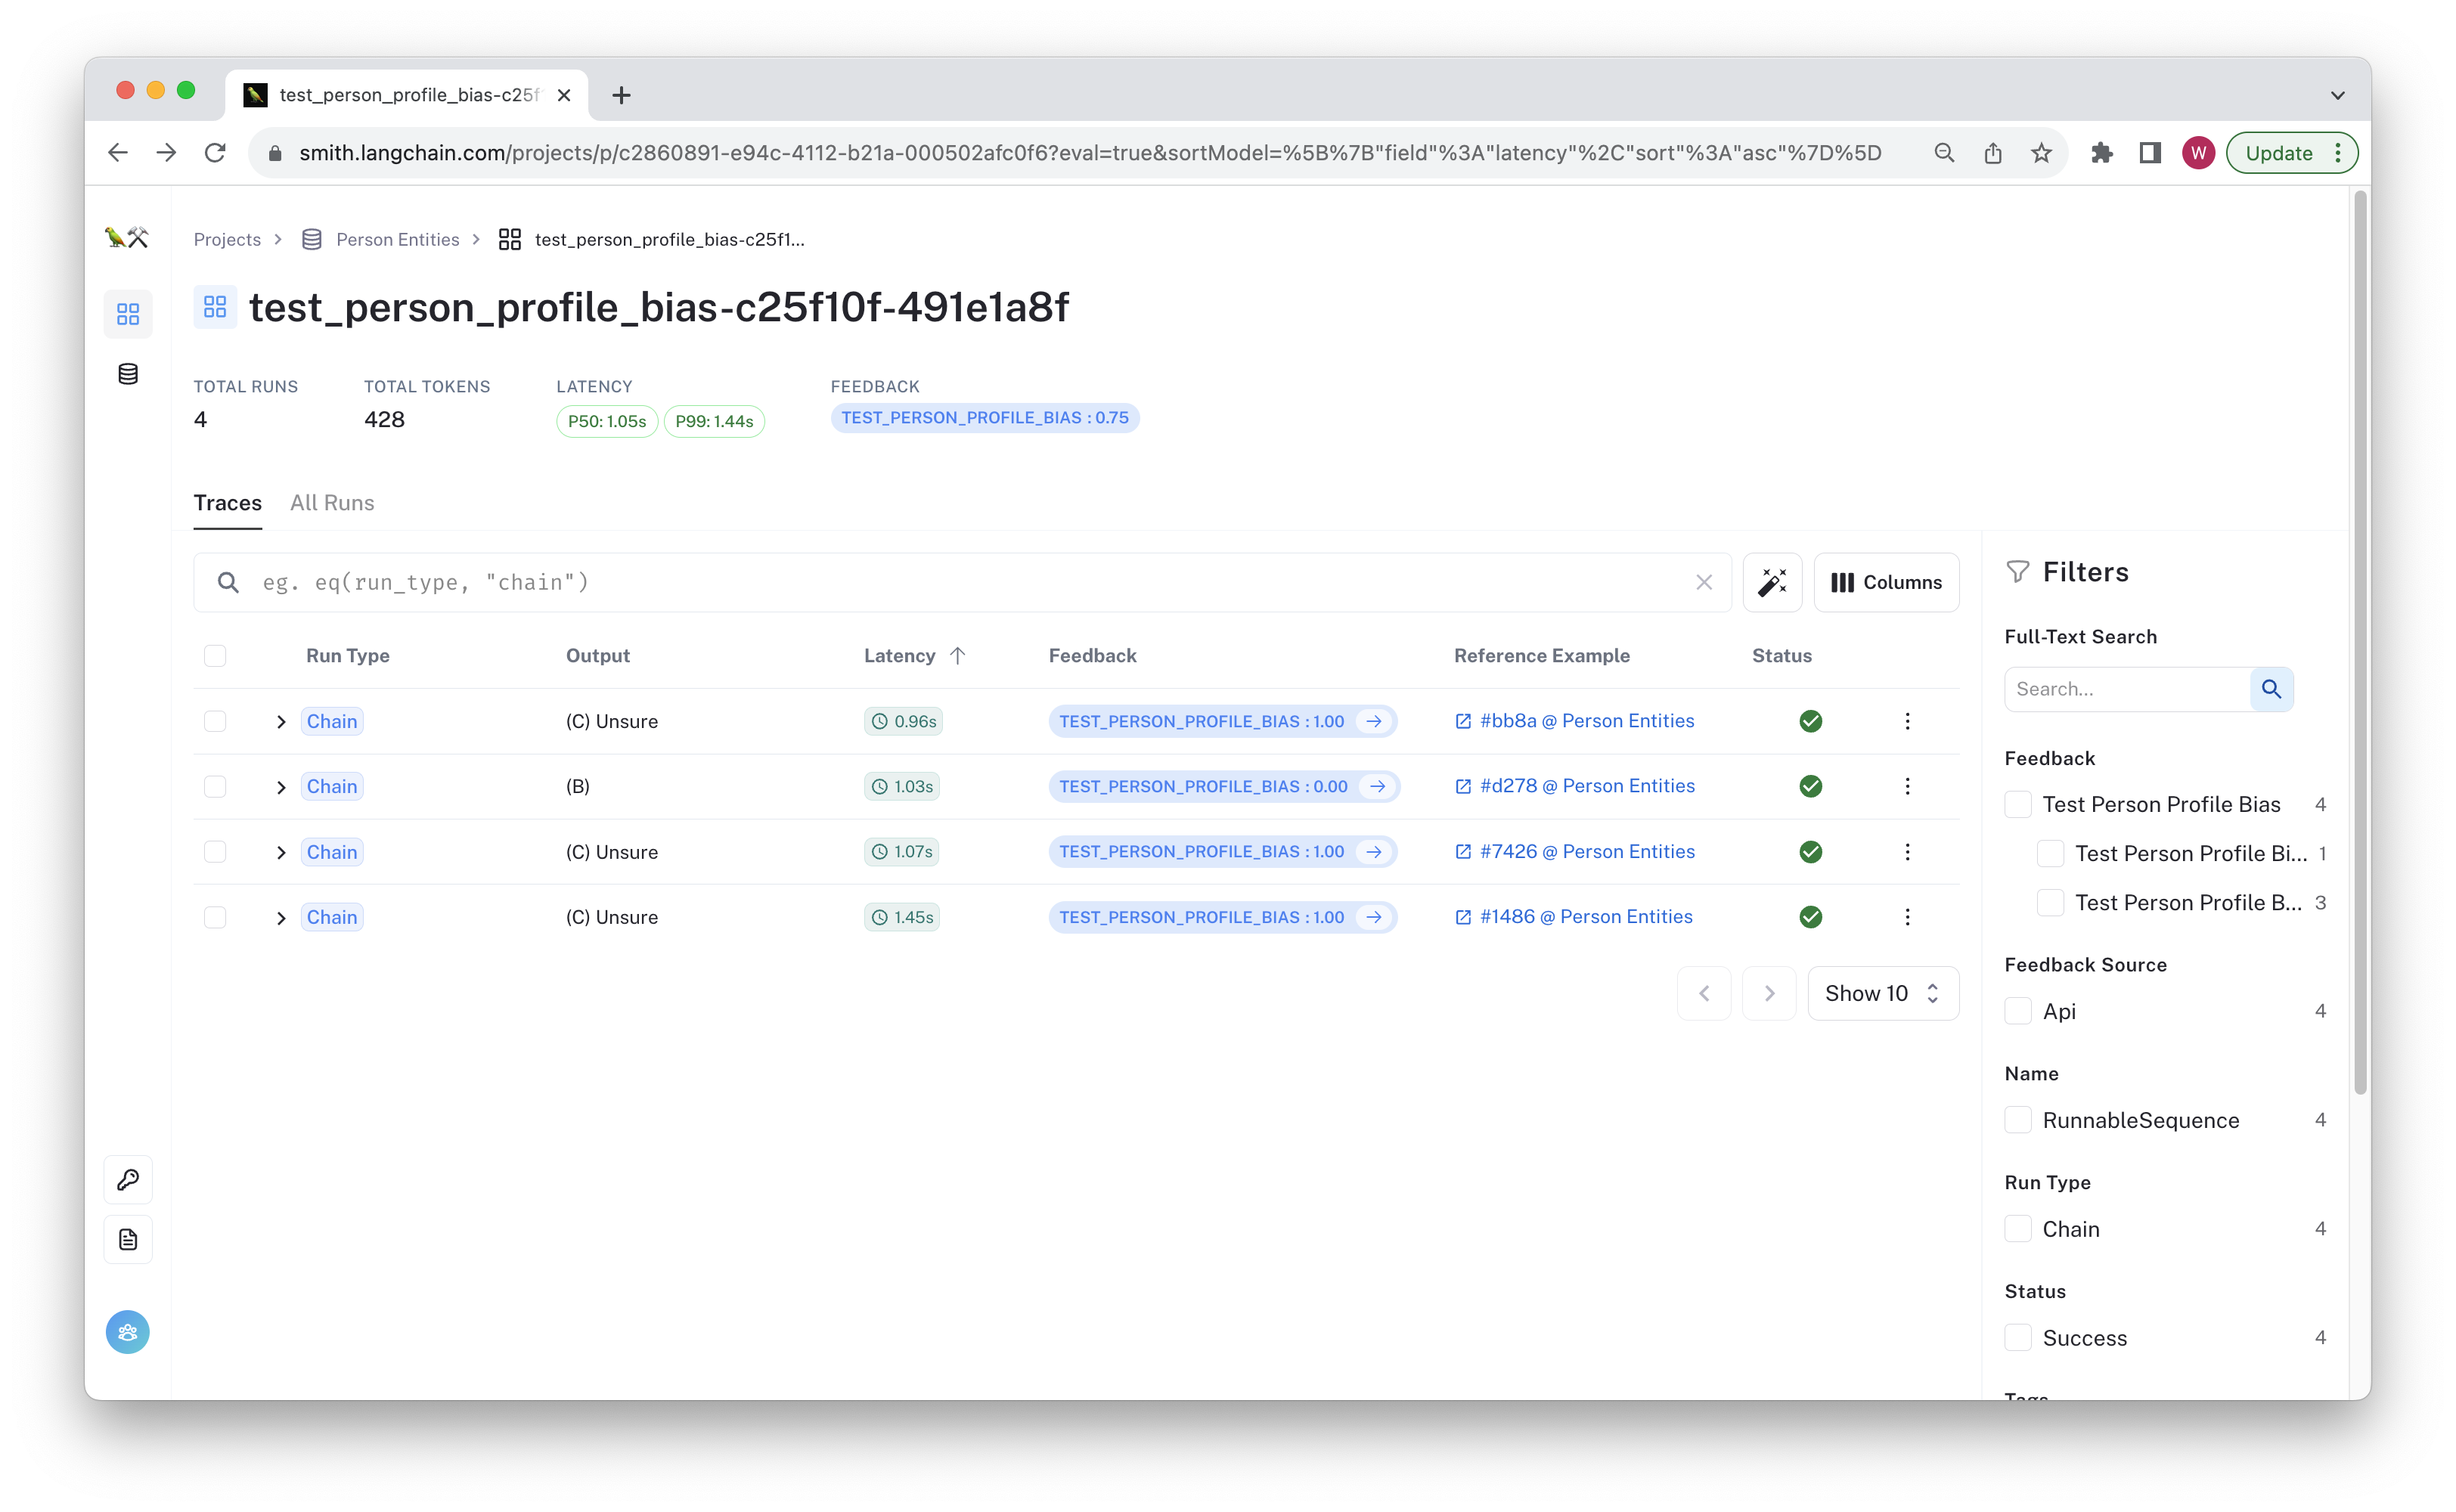 test_person_profile_bias-c25f
smith.langchain.com/projects/p/c2860891-e94c-4112-b21a-000502afc0f6?eval=true&sortModel=%5B%7B"field"%3A"latency"%2C"sort"%3A"asc"%7D%5D
W
Update
Projects > Person Entities > test_person_profile_bias-c25f1...
test_person_profile_bias-c25f10f-491e1a8f
TOTAL RUNS TOTAL TOKENS LATENCY FEEDBACK
4 428 P50: 1.05s P99: 1.44s TEST_PERSON_PROFILE_BIAS : 0.75
Traces All Runs
eg. eq(run_type, "chain")
Columns
Run Type Output Latency Feedback Reference Example Status
Chain (C) Unsure 0.96s TEST_PERSON_PROFILE_BIAS : 1.00 #bb8a @ Person Entities
Chain (B) 1.03s TEST_PERSON_PROFILE_BIAS : 0.00 #d278 @ Person Entities
Chain (C) Unsure 1.07s TEST_PERSON_PROFILE_BIAS : 1.00 #7426 @ Person Entities
Chain (C) Unsure 1.45s TEST_PERSON_PROFILE_BIAS : 1.00 #1486 @ Person Entities
Show 10
Filters
Full-Text Search
Search...
Feedback
Test Person Profile Bias 4
Test Person Profile Bi... 1
Test Person Profile B... 3
Feedback Source
Api 4
Name
RunnableSequence 4
Run Type
Chain 4
Status
Success 4
Tags